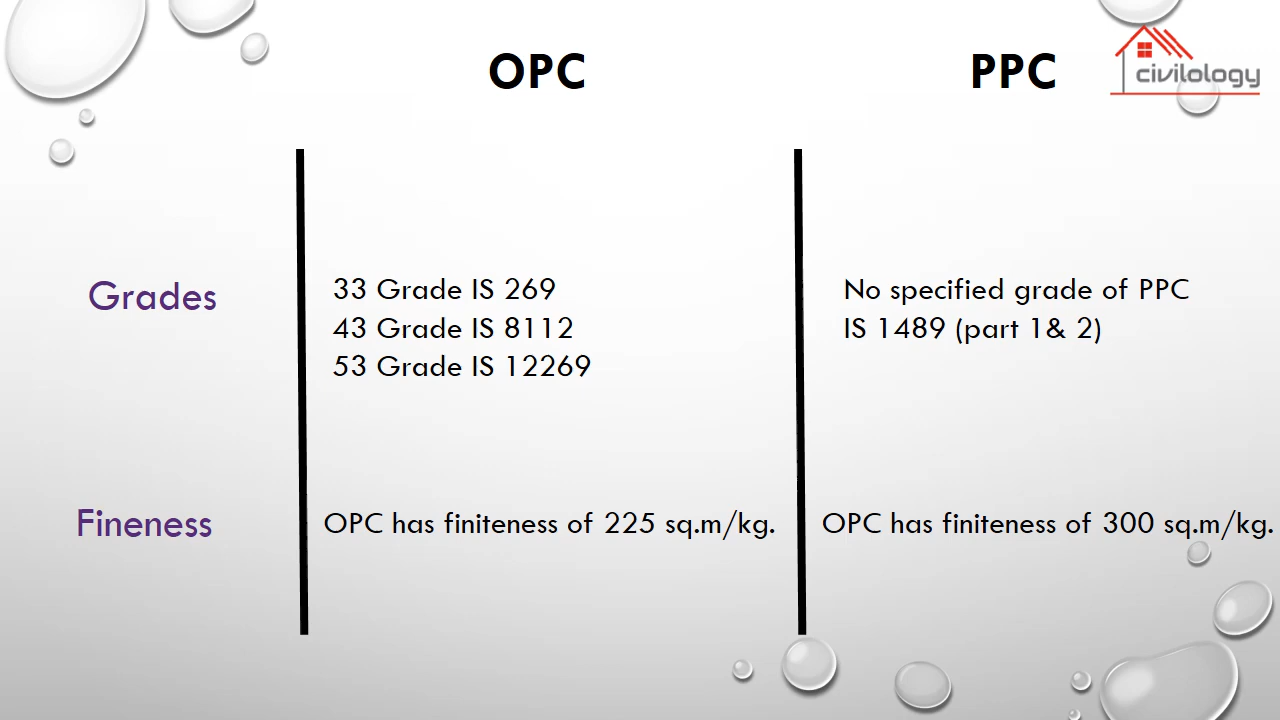 OPC
PPC
civilology
Grades
33 Grade IS 269
43 Grade IS 8112
53 Grade IS 12269
No specified grade of PPC
IS 1489 (part 1& 2)
Fineness
OPC has finiteness of 225 sq.m/kg.
OPC has finiteness of 300 sq.m/kg.